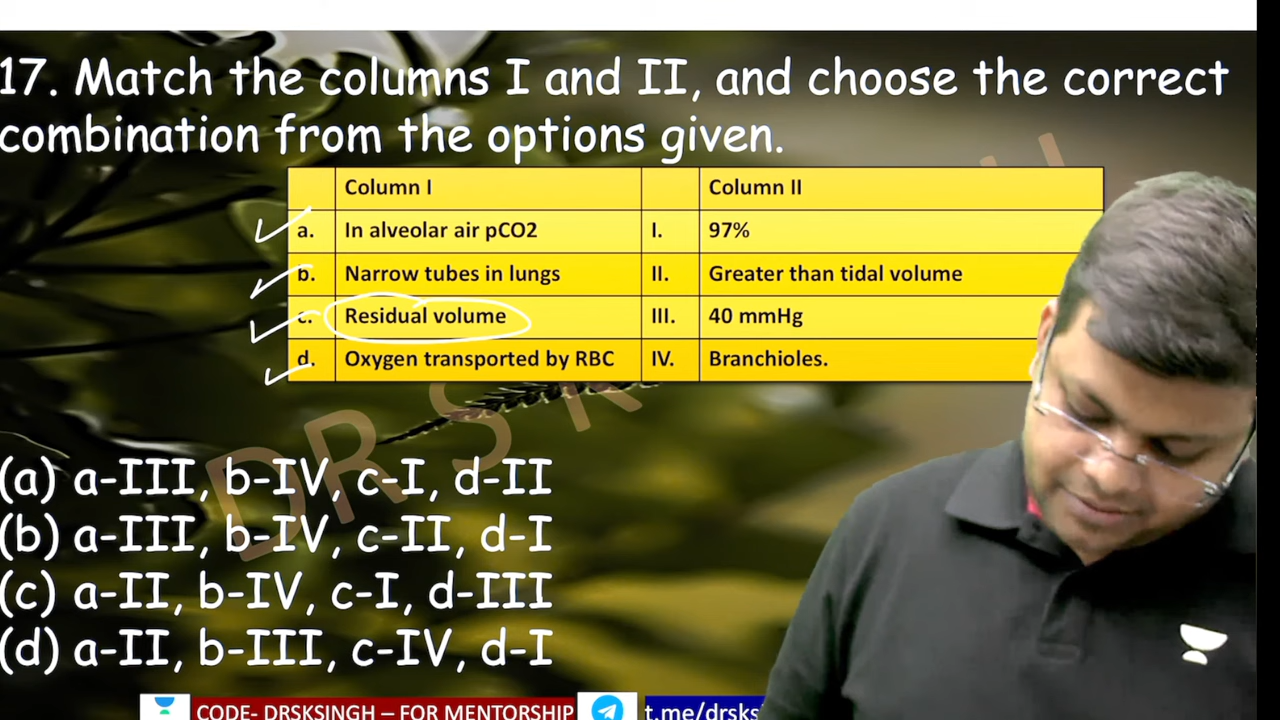 17. Match the columns I and II, and choose the correct
combination from the options given.
Column I Column II
a. In alveolar air pCO2 I. 97%
b. Narrow tubes in lungs II. Greater than tidal volume
c. Residual volume III. 40 mmHg
d. Oxygen transported by RBC IV. Branchioles.
DR S K
(a) a-III, b-IV, c-I, d-II
(b) a-III, b-IV, c-II, d-I
(c) a-II, b-IV, c-I, d-III
(d) a-II, b-III, c-IV, d-I
CODE- DRSKSINGH – FOR MENTORSHIP t.me/drsks